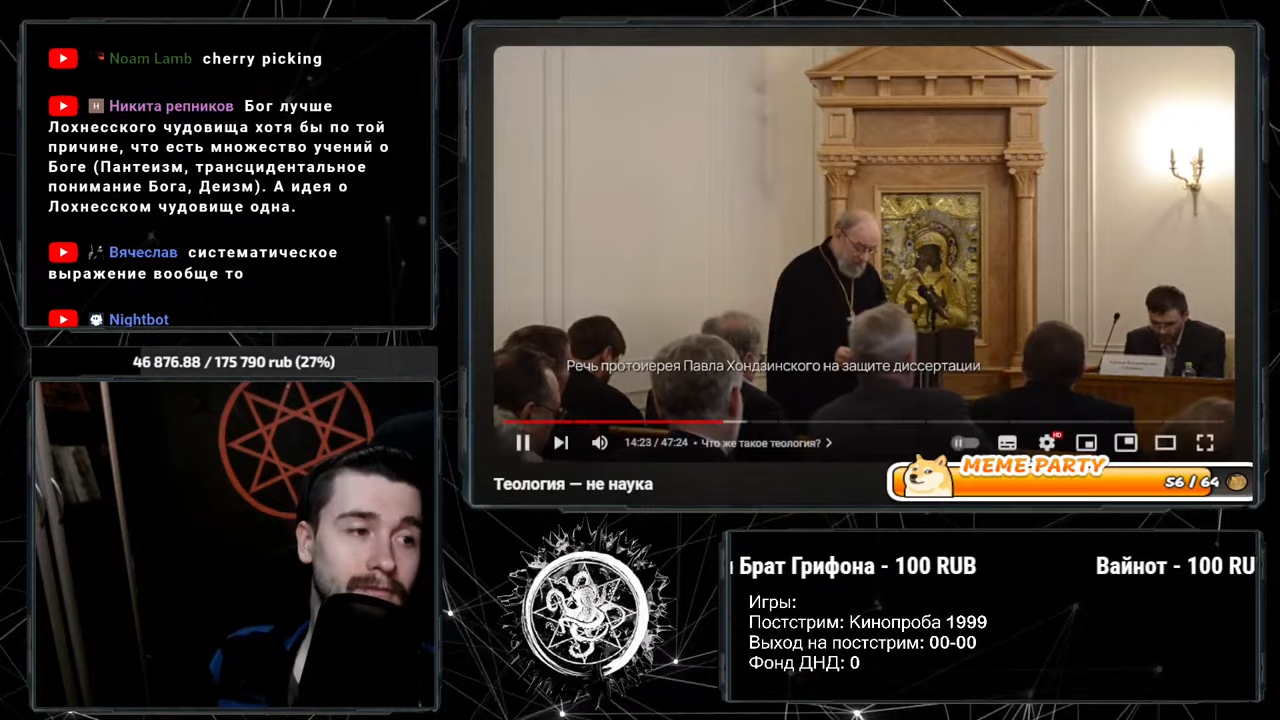 Noam Lamb cherry picking
Никита репников Бог лучше
Лохнесского чудовища хотя бы по той
причине, что есть множество учений о
Боге (Пантеизм, трансцидентальное
понимание Бога, Деизм). А идея о
Лохнесском чудовище одна.
Вячеслав систематическое
выражение вообще то
Nightbot
46 876.88 / 175 790 rub (27%)
Речь протоиерея Павла Хондзинского на защите диссертации
14:23 / 47:24 • Что же такое теология?
HD
Теология — не наука
MEME PARTY
56 / 64
Брат Грифона - 100 RUB
Вайнот - 100 RU
Игры:
Постстрим: Кинопроба 1999
Выход на постстрим: 00-00
Фонд ДНД: 0